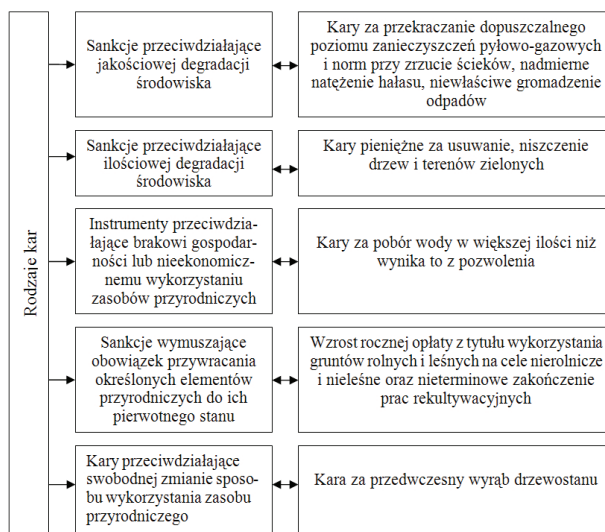 Rodzaje kar
Sankcje przeciwdziałające
jakościowej degradacji
środowiska
Kary za przekraczanie dopuszczalnego
poziomu zanieczyszczeń pyłowo-gazowych
i norm przy zrzucie ścieków, nadmierne
natężenie hałasu, niewłaściwe gromadzenie
odpadów
Sankcje przeciwdziałające
ilościowej degradacji
środowiska
Kary pieniężne za usuwanie, niszczenie
drzew i terenów zielonych
Instrumenty przeciwdzia-
łające brakowi gospodar-
ności lub nieekonomicz-
nemu wykorzystaniu
zasobów przyrodniczych
Kary za pobór wody w większej ilości niż
wynika to z pozwolenia
Sankcje wymuszające
obowiązek przywracania
określonych elementów
przyrodniczych do ich
pierwotnego stanu
Wzrost rocznej opłaty z tytułu wykorzystania
gruntów rolnych i leśnych na cele nierolnicze
i nieleśne oraz nieterminowe zakończenie
prac rekultywacyjnych
Kary przeciwdziałające
swobodnej zmianie sposo-
bu wykorzystania zasobu
przyrodniczego
Kara za przedwczesny wyrąb drzewostanu